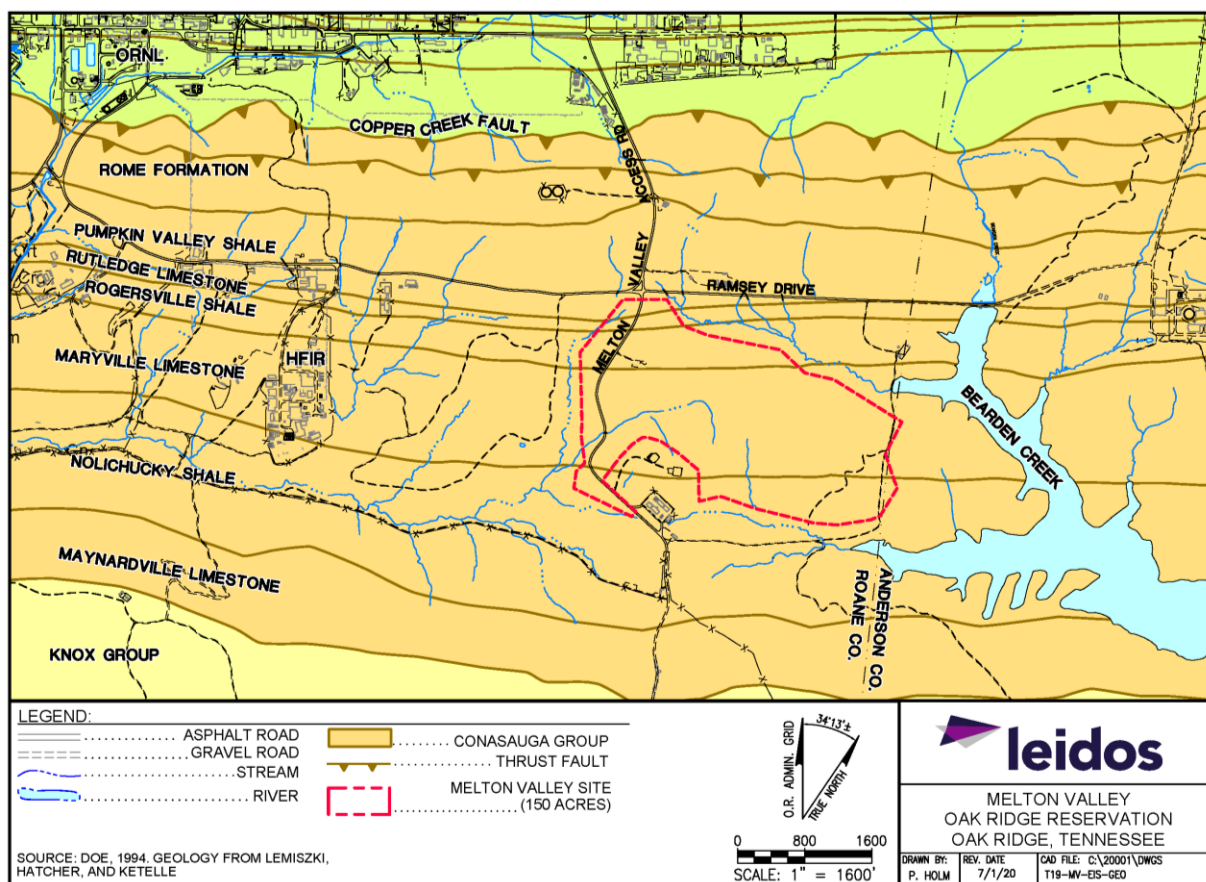 ORNL
COPPER CREEK FAULT
ACCESS RD
ROME FORMATION
VALLEY
PUMPKIN VALLEY SHALE
RUTLEDGE LIMESTONE
ROGERSVILLE SHALE
RAMSEY DRIVE
MELTON
MARYVILLE LIMESTONE
HFIR
BEARDEN CREEK
NOLICHUCKY SHALE
MAYNARDVILLE LIMESTONE
ANDERSON CO.
ROANE CO.
KNOX GROUP
LEGEND:
ASPHALT ROAD
GRAVEL ROAD
STREAM
RIVER
CONASAUGA GROUP
THRUST FAULT
MELTON VALLEY SITE
(150 ACRES)
SOURCE: DOE, 1994. GEOLOGY FROM LEMISZKI,
HATCHER, AND KETELLE
34°13'±
O.R. ADMIN. GRID
TRUE NORTH
0 800 1600
SCALE: 1" = 1600'
leidos
MELTON VALLEY
OAK RIDGE RESERVATION
OAK RIDGE, TENNESSEE
DRAWN BY:
P. HOLM
REV. DATE
7/1/20
CAD FILE: C:\20001\DWGS
T19-MV-EIS-GEO